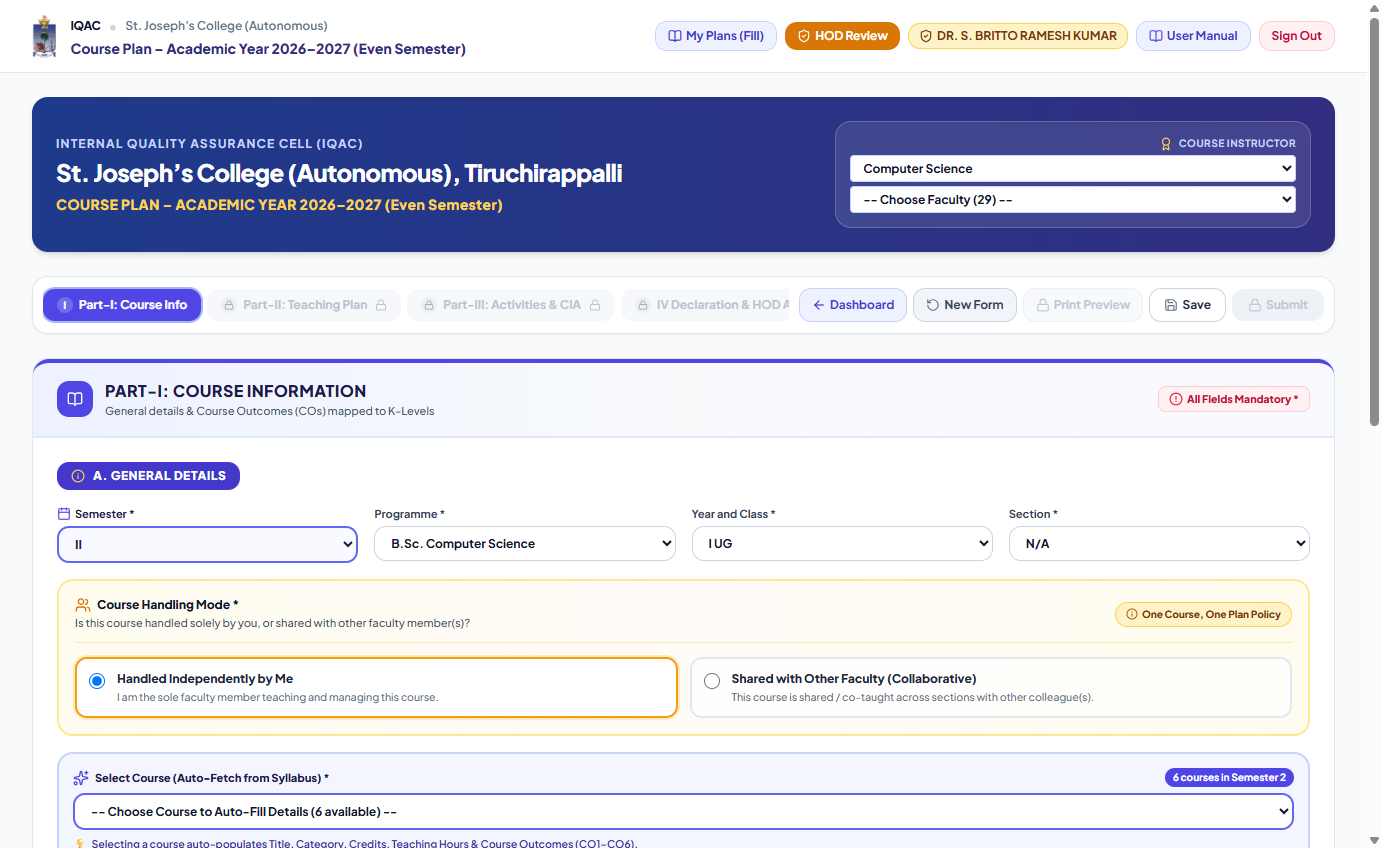 IQAC St. Joseph's College (Autonomous)
Course Plan – Academic Year 2026–2027 (Even Semester)
My Plans (Fill)
HOD Review
DR. S. BRITTO RAMESH KUMAR
User Manual
Sign Out
INTERNAL QUALITY ASSURANCE CELL (IQAC)
St. Joseph's College (Autonomous), Tiruchirappalli
COURSE PLAN – ACADEMIC YEAR 2026–2027 (Even Semester)
COURSE INSTRUCTOR
Computer Science
-- Choose Faculty (29) --
I Part-I: Course Info
Part-II: Teaching Plan
Part-III: Activities & CIA
IV Declaration & HOD A
Dashboard
New Form
Print Preview
Save
Submit
PART-I: COURSE INFORMATION
General details & Course Outcomes (COs) mapped to K-Levels
All Fields Mandatory *
A. GENERAL DETAILS
Semester *
Programme *
Year and Class *
Section *
II
B.Sc. Computer Science
I UG
N/A
Course Handling Mode *
Is this course handled solely by you, or shared with other faculty member(s)?
One Course, One Plan Policy
Handled Independently by Me
I am the sole faculty member teaching and managing this course.
Shared with Other Faculty (Collaborative)
This course is shared / co-taught across sections with other colleague(s).
Select Course (Auto-Fetch from Syllabus) *
6 courses in Semester 2
-- Choose Course to Auto-Fill Details (6 available) --
Selecting a course auto-populates Title, Category, Credits, Teaching Hours & Course Outcomes (CO1–CO6).